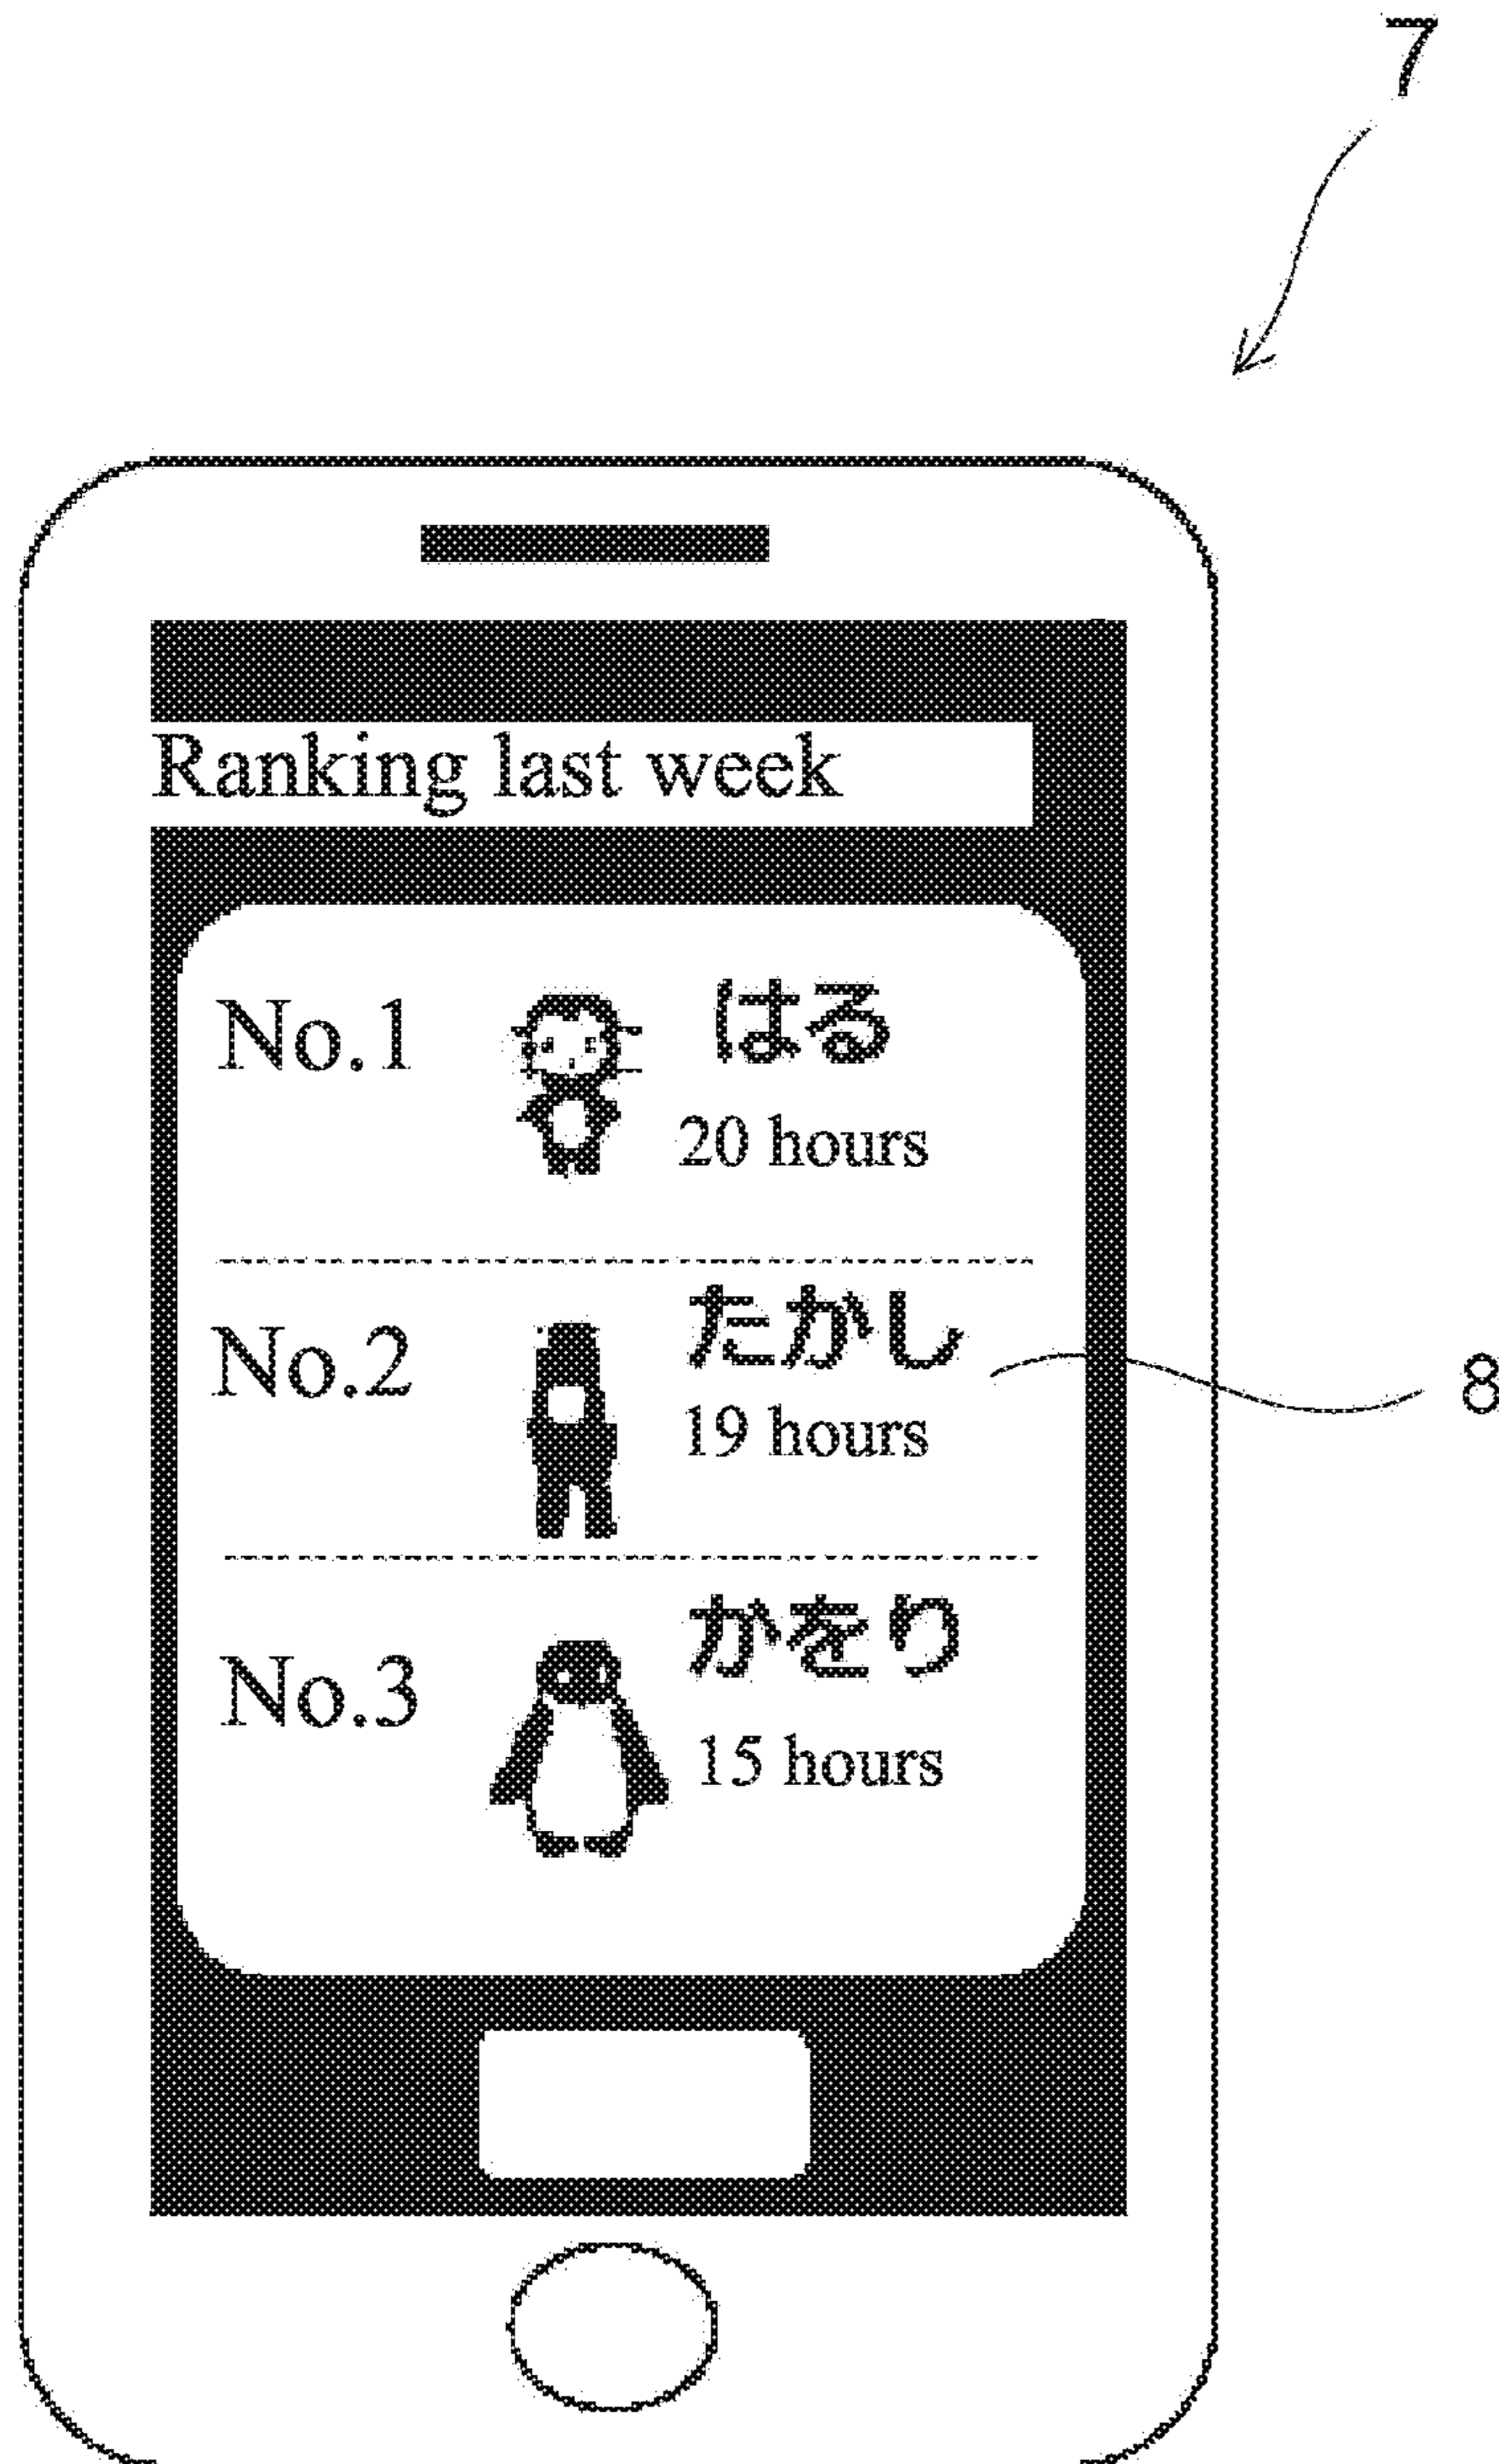 7
Ranking last week
No.1
はる
20 hours
No.2
たかし
19 hours
8
No.3
かをり
15 hours